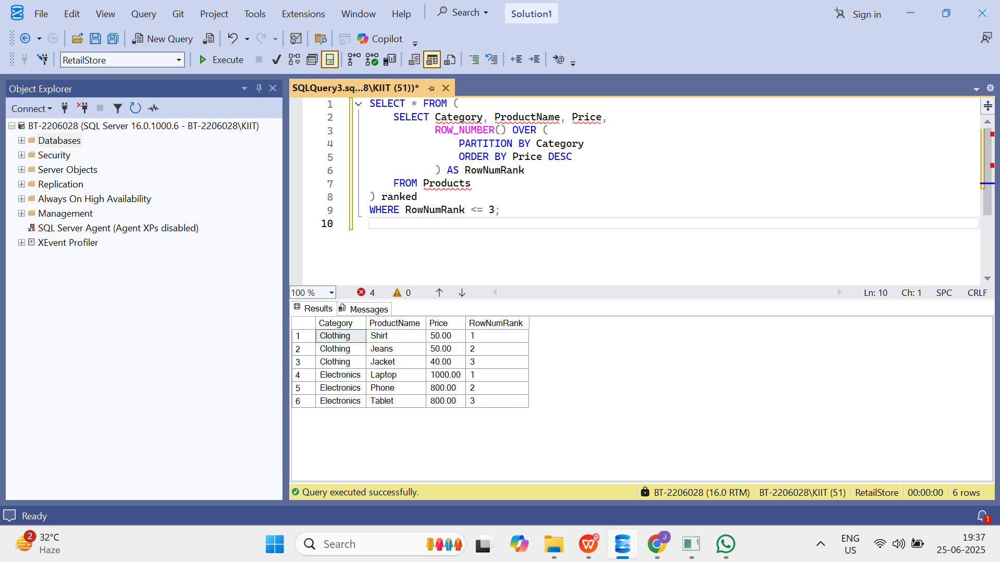 File Edit View Query Git Project Tools Extensions Window Help Search Solution1 Sign in
New Query Copilot
RetailStore Execute
Object Explorer
Connect
BT-2206028 (SQL Server 16.0.1000.6 - BT-2206028\KIIT)
Databases
Security
Server Objects
Replication
Always On High Availability
Management
SQL Server Agent (Agent XPs disabled)
XEvent Profiler
SQLQuery3.sq...8\KIIT (51))*
1 SELECT * FROM (
2 SELECT Category, ProductName, Price,
3 ROW_NUMBER() OVER (
4 PARTITION BY Category
5 ORDER BY Price DESC
6 ) AS RowNumRank
7 FROM Products
8 ) ranked
9 WHERE RowNumRank <= 3;
10
100 % 4 0 Ln: 10 Ch: 1 SPC CRLF
Results Messages
Category ProductName Price RowNumRank
1 Clothing Shirt 50.00 1
2 Clothing Jeans 50.00 2
3 Clothing Jacket 40.00 3
4 Electronics Laptop 1000.00 1
5 Electronics Phone 800.00 2
6 Electronics Tablet 800.00 3
Query executed successfully. BT-2206028 (16.0 RTM) BT-2206028\KIIT (51) RetailStore 00:00:00 6 rows
Ready 1
2 32°C
Haze
Search
J
ENG
US
19:37
25-06-2025